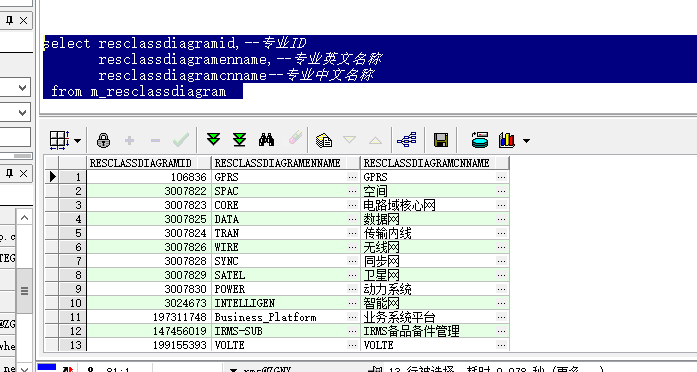 select resclassdiagramid,--专业ID
resclassdiagramenname,--专业英文名称
resclassdiagramcnname--专业中文名称
from m_resclassdiagram
RESCLASSDIAGRAMID RESCLASSDIAGRAMENNAME RESCLASSDIAGRAMCNNAME
1 106836 GPRS ... GPRS ...
2 3007822 SPAC ... 空间 ...
3 3007823 CORE ... 电路域核心网 ...
4 3007825 DATA ... 数据网 ...
5 3007824 TRAN ... 传输内线 ...
6 3007826 WIRE ... 无线网 ...
7 3007828 SYNC ... 同步网 ...
8 3007829 SATEL ... 卫星网 ...
9 3007830 POWER ... 动力系统 ...
10 3024673 INTELLIGEN ... 智能网 ...
11 197311748 Business_Platform ... 业务系统平台 ...
12 147456019 IRMS-SUB ... IRMS备品备件管理 ...
13 199155393 VOLTE ... VOLTE ...
p.c
TEG
@ZG
whe
81:1
13 行被选择, 耗时 0.078 秒